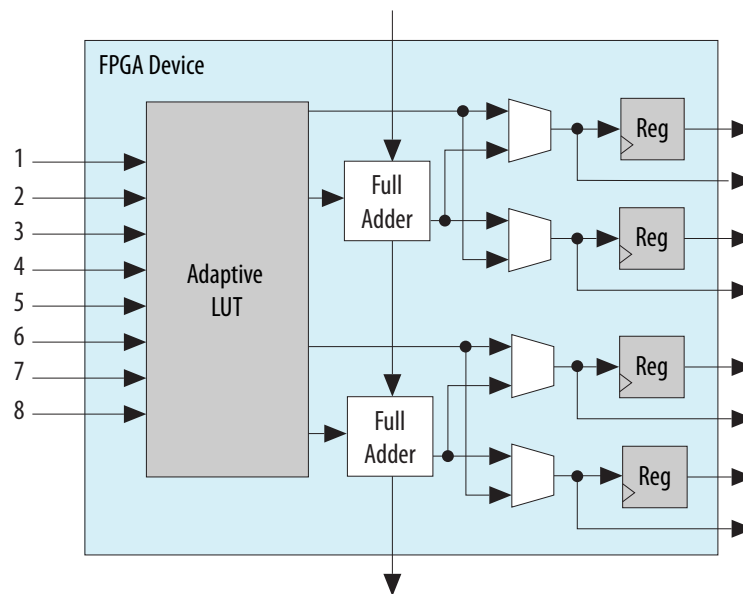 FPGA Device
1
2
3
4
5
6
7
8
Adaptive
LUT
Full
Adder
Full
Adder
Reg
Reg
Reg
Reg